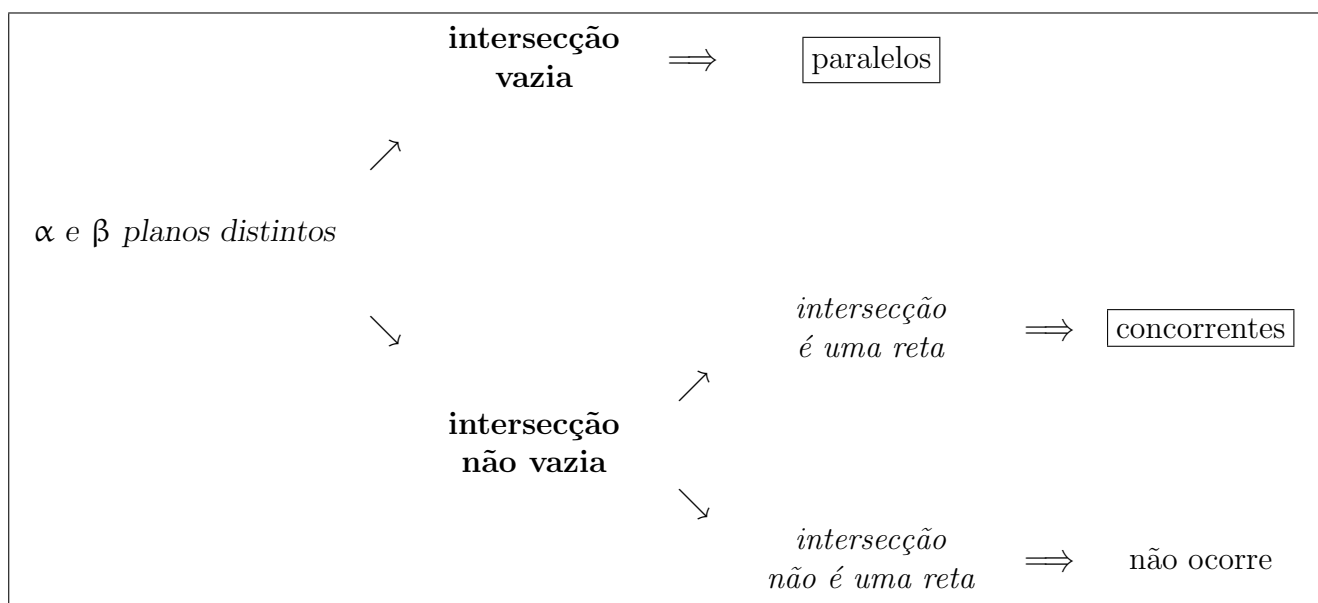 intersecção
vazia
⟹
paralelos
↗
α e β planos distintos
↘
intersecção
é uma reta
⟹
concorrentes
↗
intersecção
não vazia
↘
intersecção
não é uma reta
⟹
não ocorre